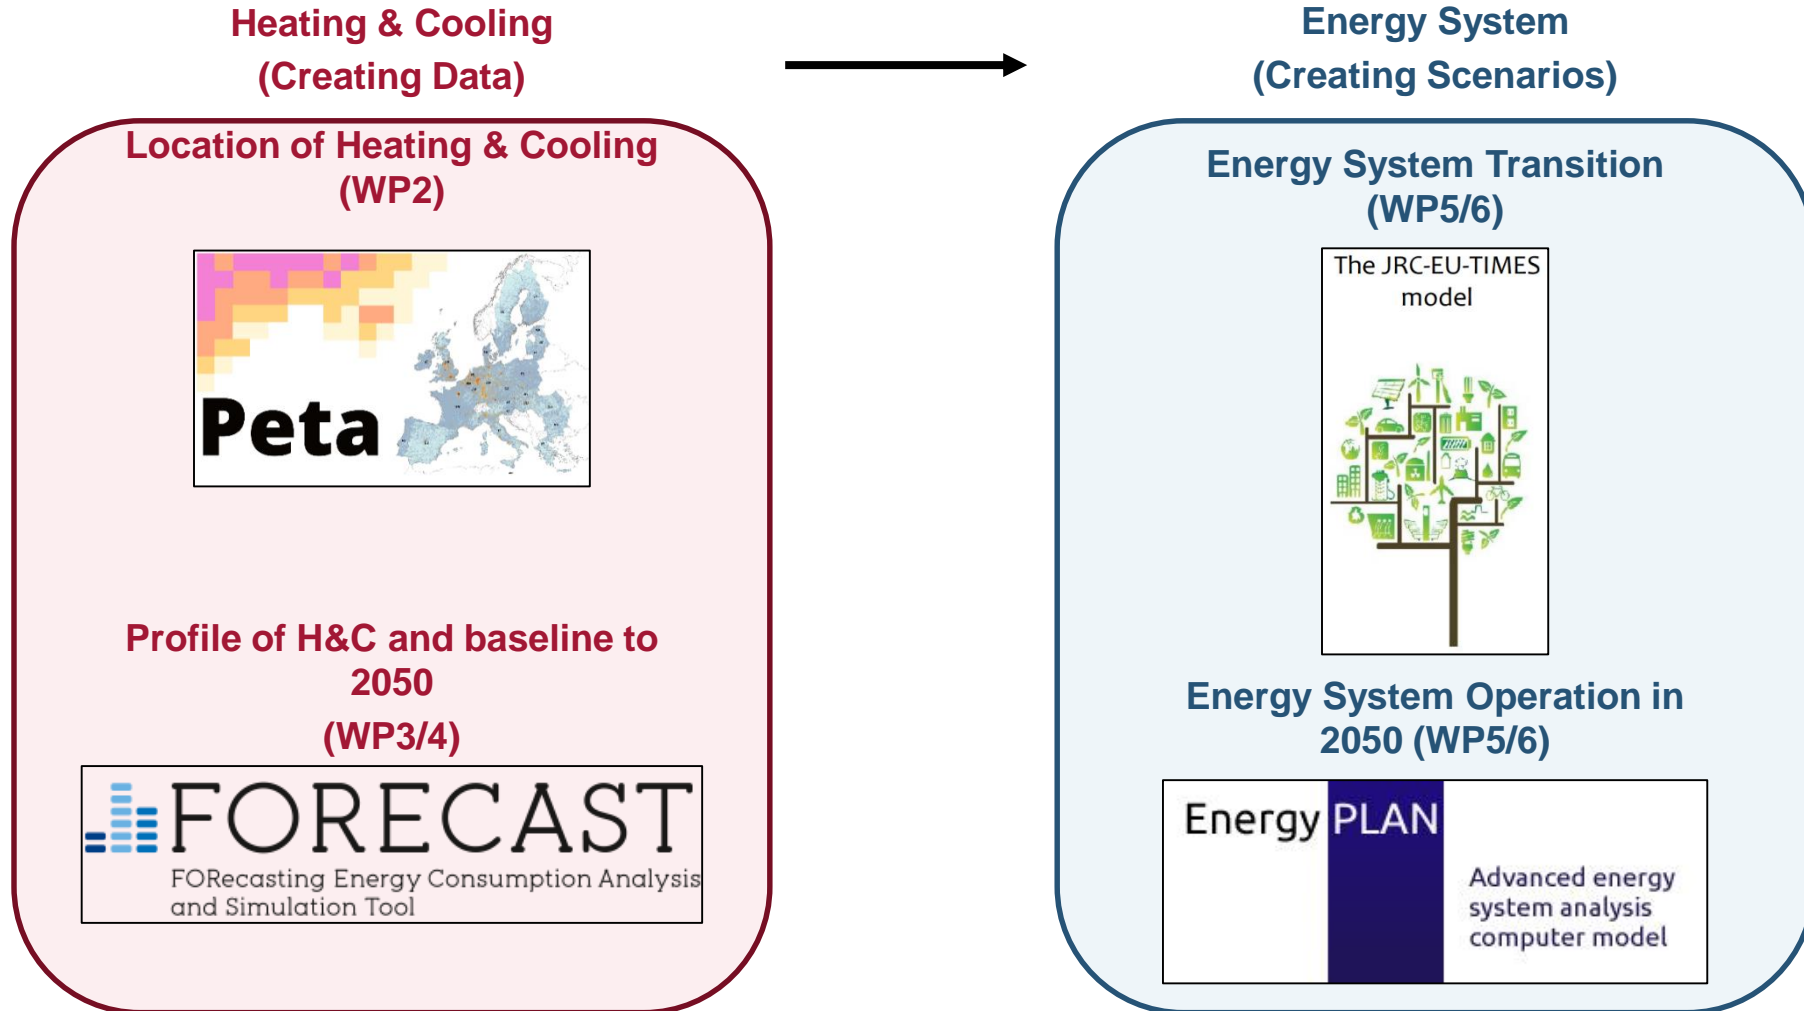 Heating & Cooling
(Creating Data)
Location of Heating & Cooling
(WP2)
Peta
Profile of H&C and baseline to
2050
(WP3/4)
FORECAST
FORecasting Energy Consumption Analysis
and Simulation Tool
Energy System
(Creating Scenarios)
Energy System Transition
(WP5/6)
The JRC-EU-TIMES
model
Energy System Operation in
2050 (WP5/6)
Energy PLAN
Advanced energy
system analysis
computer model